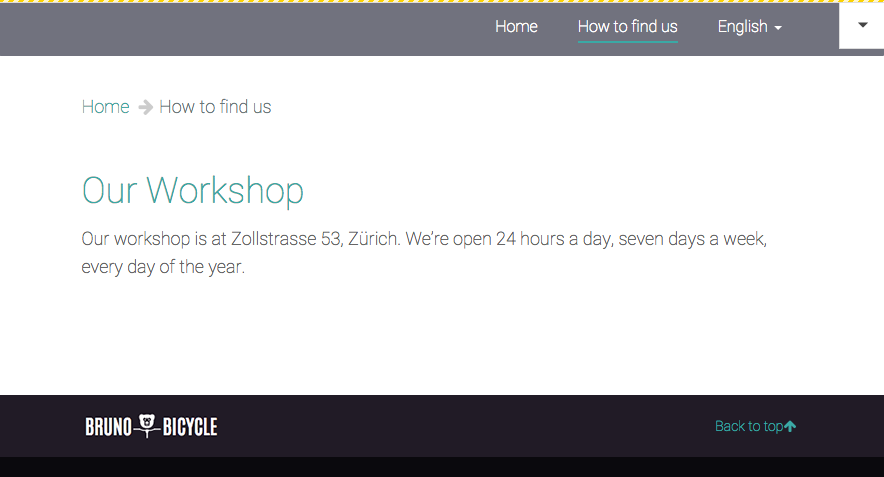 Home How to find us English
Home How to find us
Our Workshop
Our workshop is at Zollstrasse 53, Zürich. We’re open 24 hours a day, seven days a week,
every day of the year.
BRUNO BICYCLE Back to top